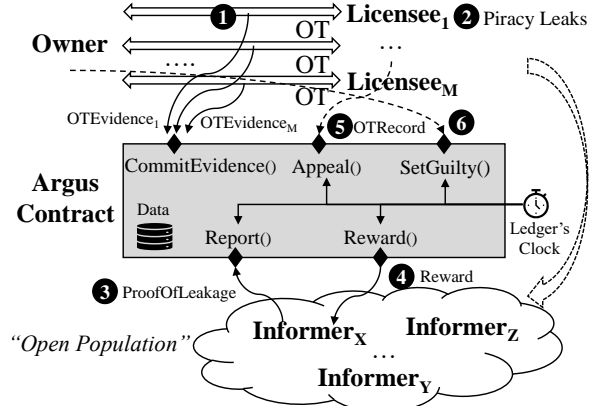 1
Licensee1
2 Piracy Leaks
Owner
OT
...
....
OT
LicenseeM
OT
OTEvidence1
OTEvidenceM
5 OTRecord
6
CommitEvidence()
Appeal()
SetGuilty()
Argus
Contract
Data
Ledger's
Clock
Report()
Reward()
3 ProofOfLeakage
4 Reward
InformerX
InformerZ
"Open Population"
...
InformerY